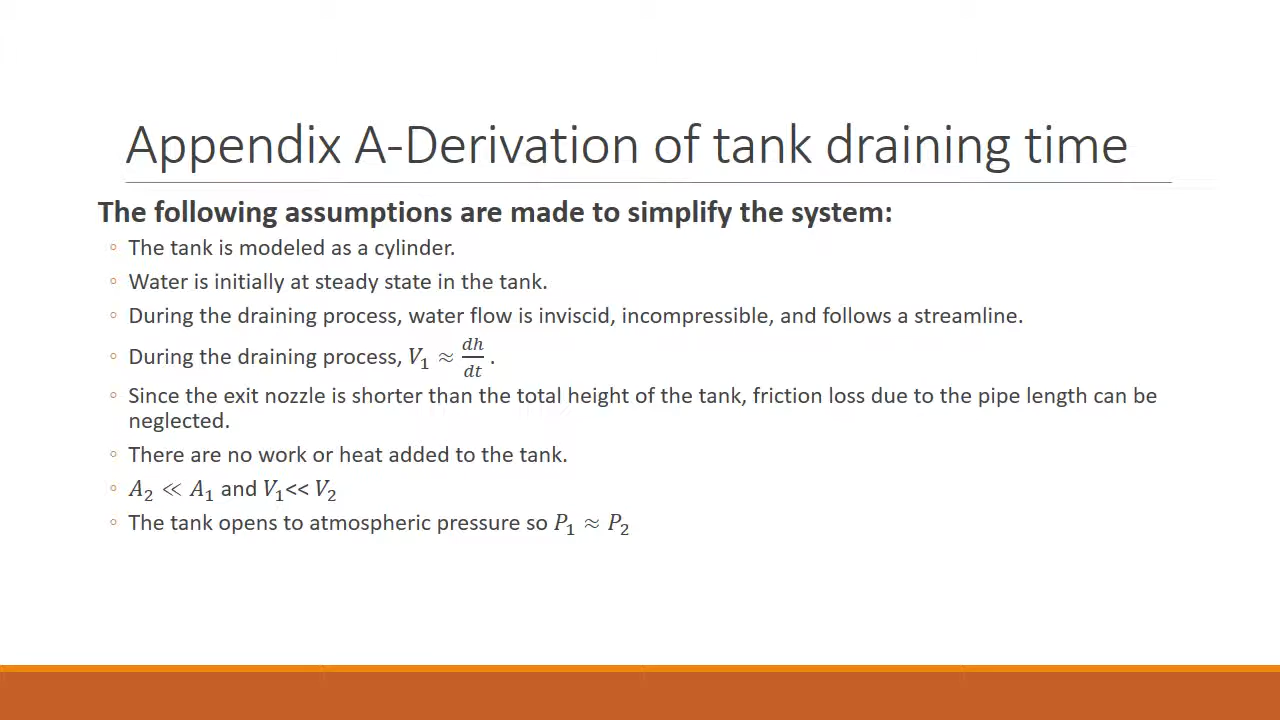 Appendix A-Derivation of tank draining time
The following assumptions are made to simplify the system:
◦ The tank is modeled as a cylinder.
◦ Water is initially at steady state in the tank.
◦ During the draining process, water flow is inviscid, incompressible, and follows a streamline.
◦ During the draining process, V₁ ≈ dh/dt .
◦ Since the exit nozzle is shorter than the total height of the tank, friction loss due to the pipe length can be
neglected.
◦ There are no work or heat added to the tank.
◦ A₂ ≪ A₁ and V₁<< V₂
◦ The tank opens to atmospheric pressure so P₁ ≈ P₂